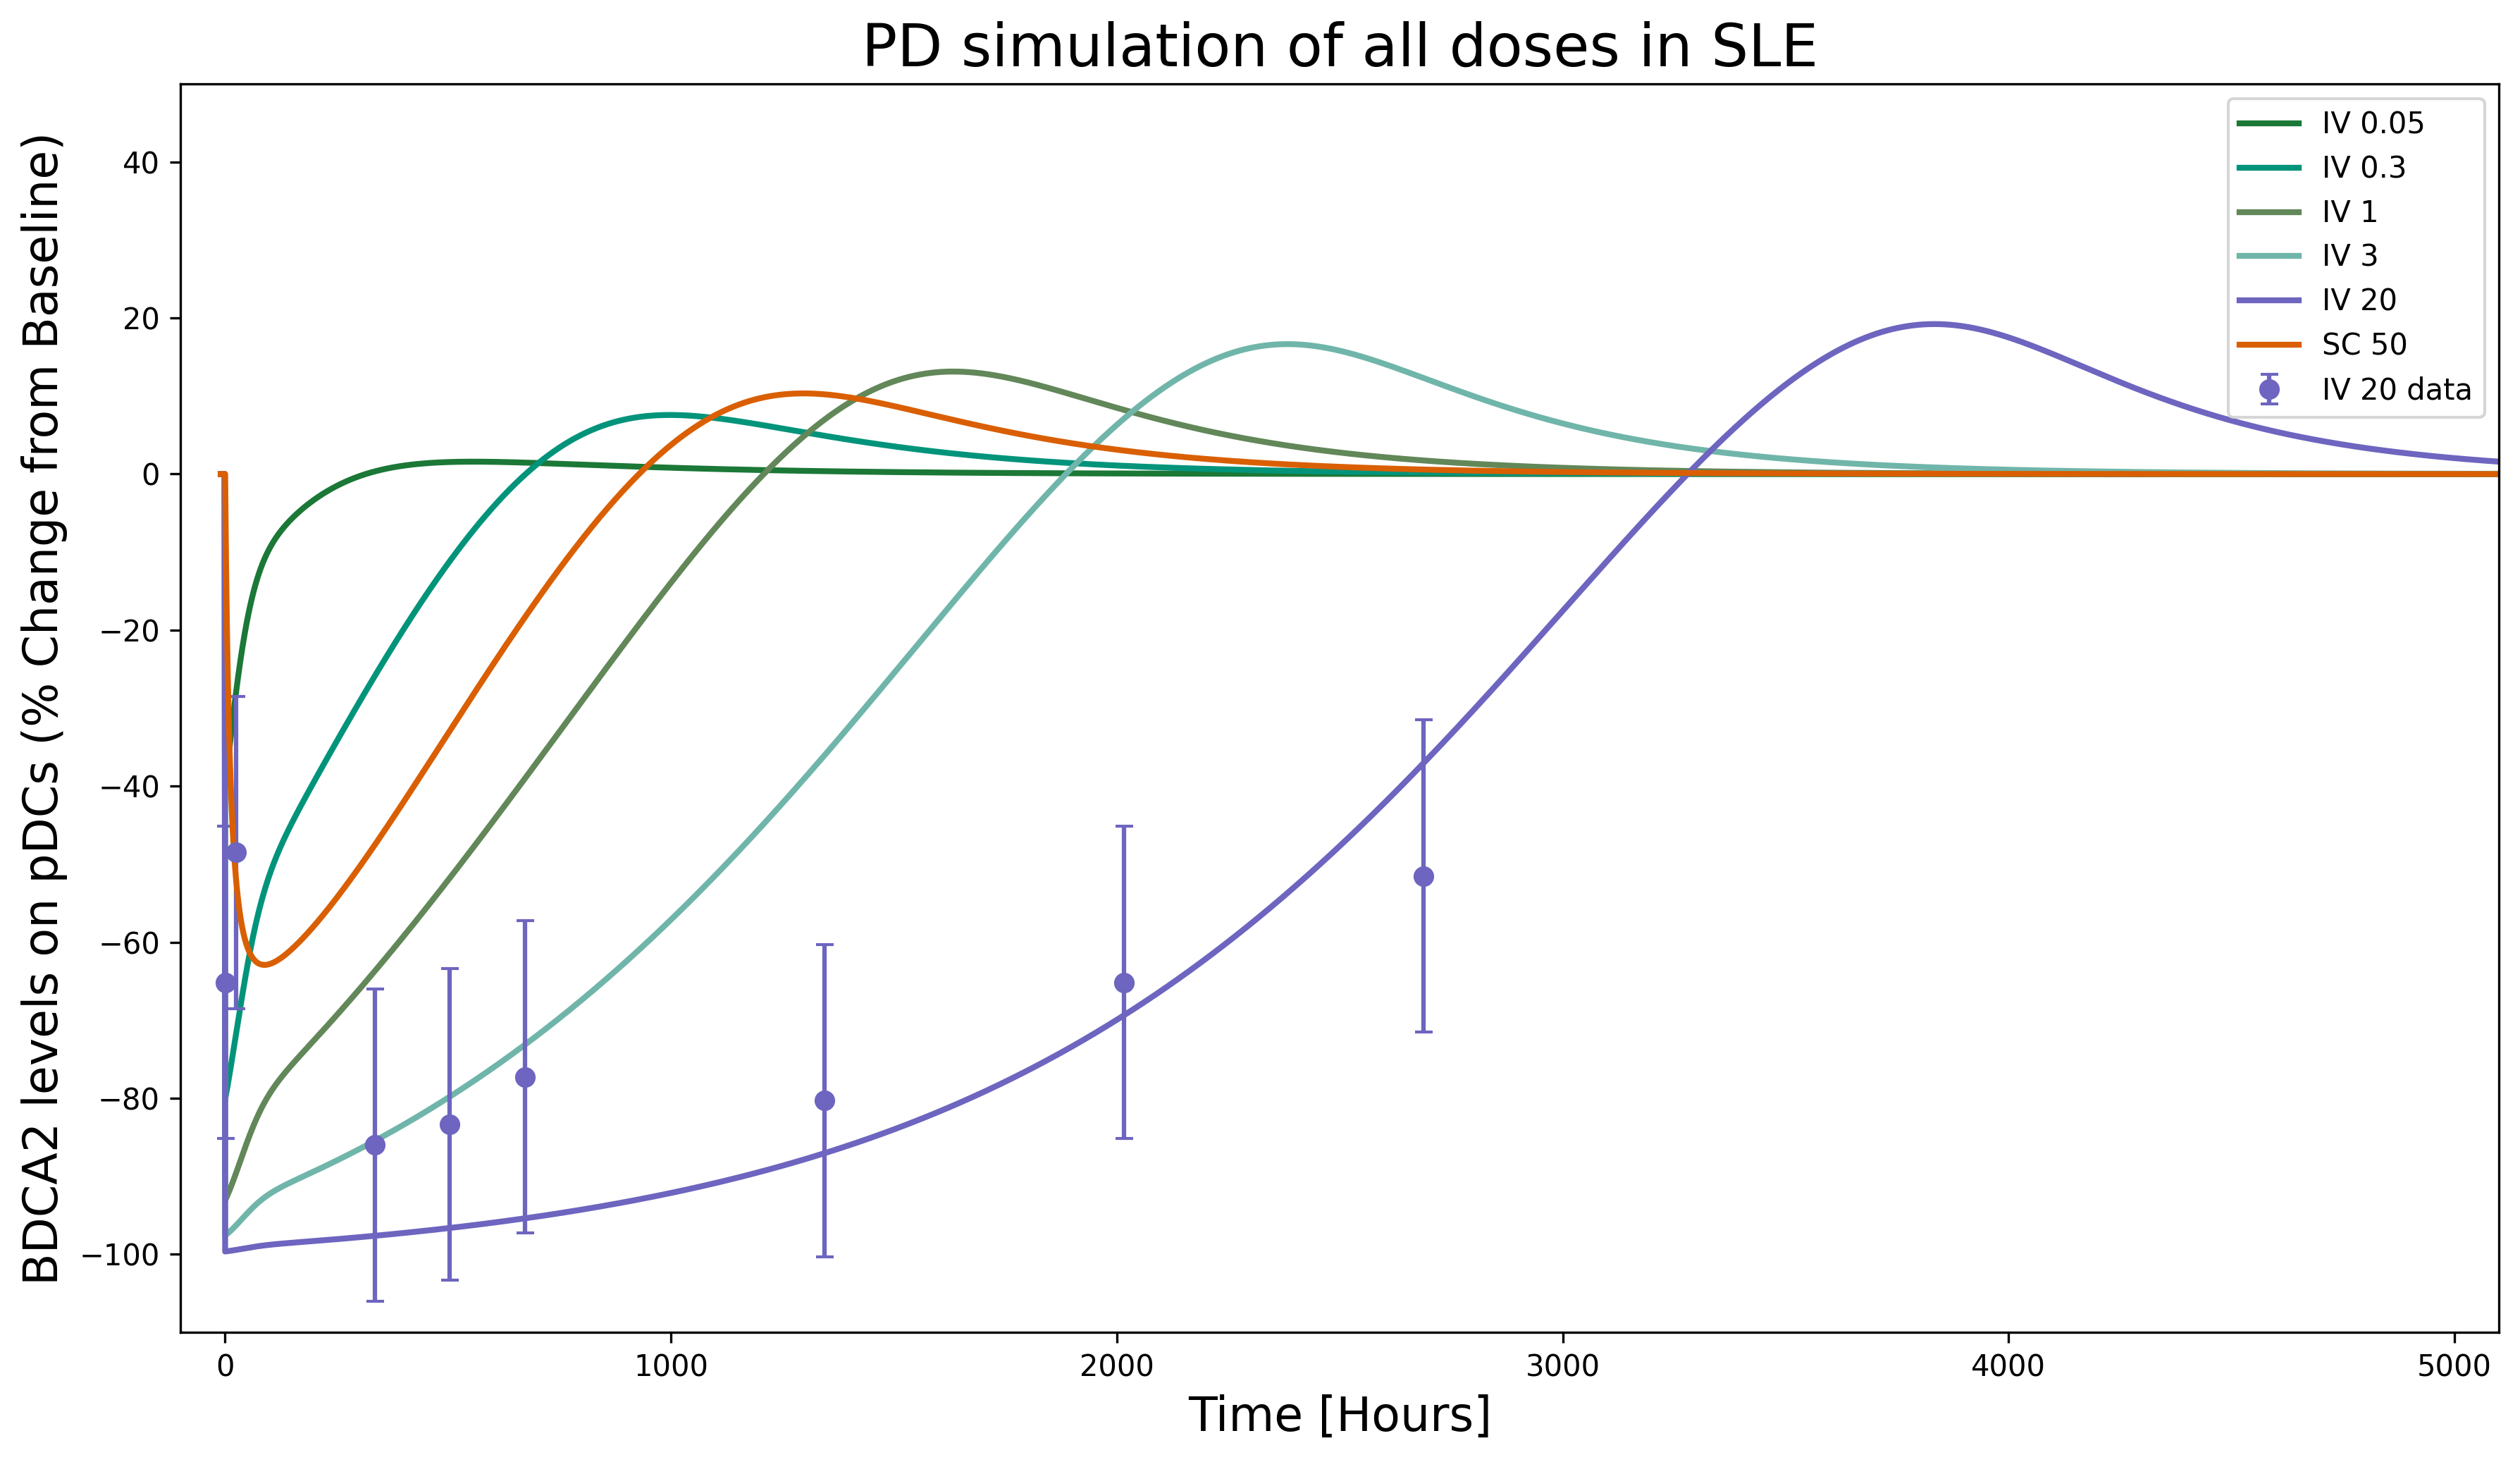 PD simulation of all doses in SLE
BDCA2 levels on pDCs (% Change from Baseline)
40
20
0
−20
−40
−60
−80
−100
IV 0.05
IV 0.3
IV 1
IV 3
IV 20
SC 50
IV 20 data
0 1000 2000 3000 4000 5000
Time [Hours]